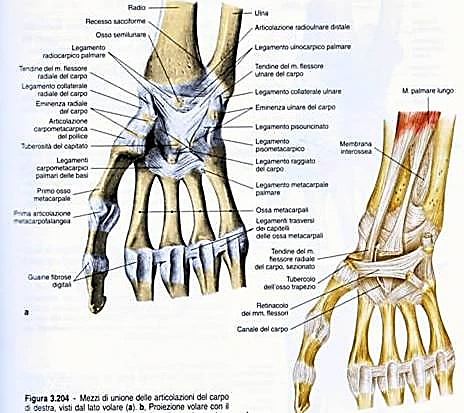 Radio
Recesso sacciforme
Osso semilunare
Legamento
radiocarpico palmare
Tendine del m. flessore
radiale del carpo
Legamento collaterale
radiale del carpo
Eminenza radiale
del carpo
Articolazione
carpometacarpica
del pollice
Tuberosità del capitato
Legamenti
carpometacarpici
palmari delle basi
Primo osso
metacarpale
Prima articolazione
metacarpofalangea
Guaine fibrose
digitali
a
Ulna
Articolazione radioulnare distale
Legamento ulnocarpico palmare
Tendine del m. flessore
ulnare del carpo
Legamento collaterale ulnare
Eminenza ulnare del carpo
Legamento pisouncinato
Legamento
pisometacarpico
Legamento raggiato
del carpo
Legamento metacarpale
palmare
Ossa metacarpali
Legamenti trasversi
dei capitelli
delle ossa metacarpali
M. palmare lungo
Membrana
interossea
Tendine del m.
flessore radiale
del carpo, sezionato
Tubercolo
dell'osso trapezio
Retinacolo
dei mm. flessori
Canale del carpo
Figura 3.204 - Mezzi di unione delle articolazioni del carpo
di destra, visti dal lato volare (a). b, Proiezione volare con il